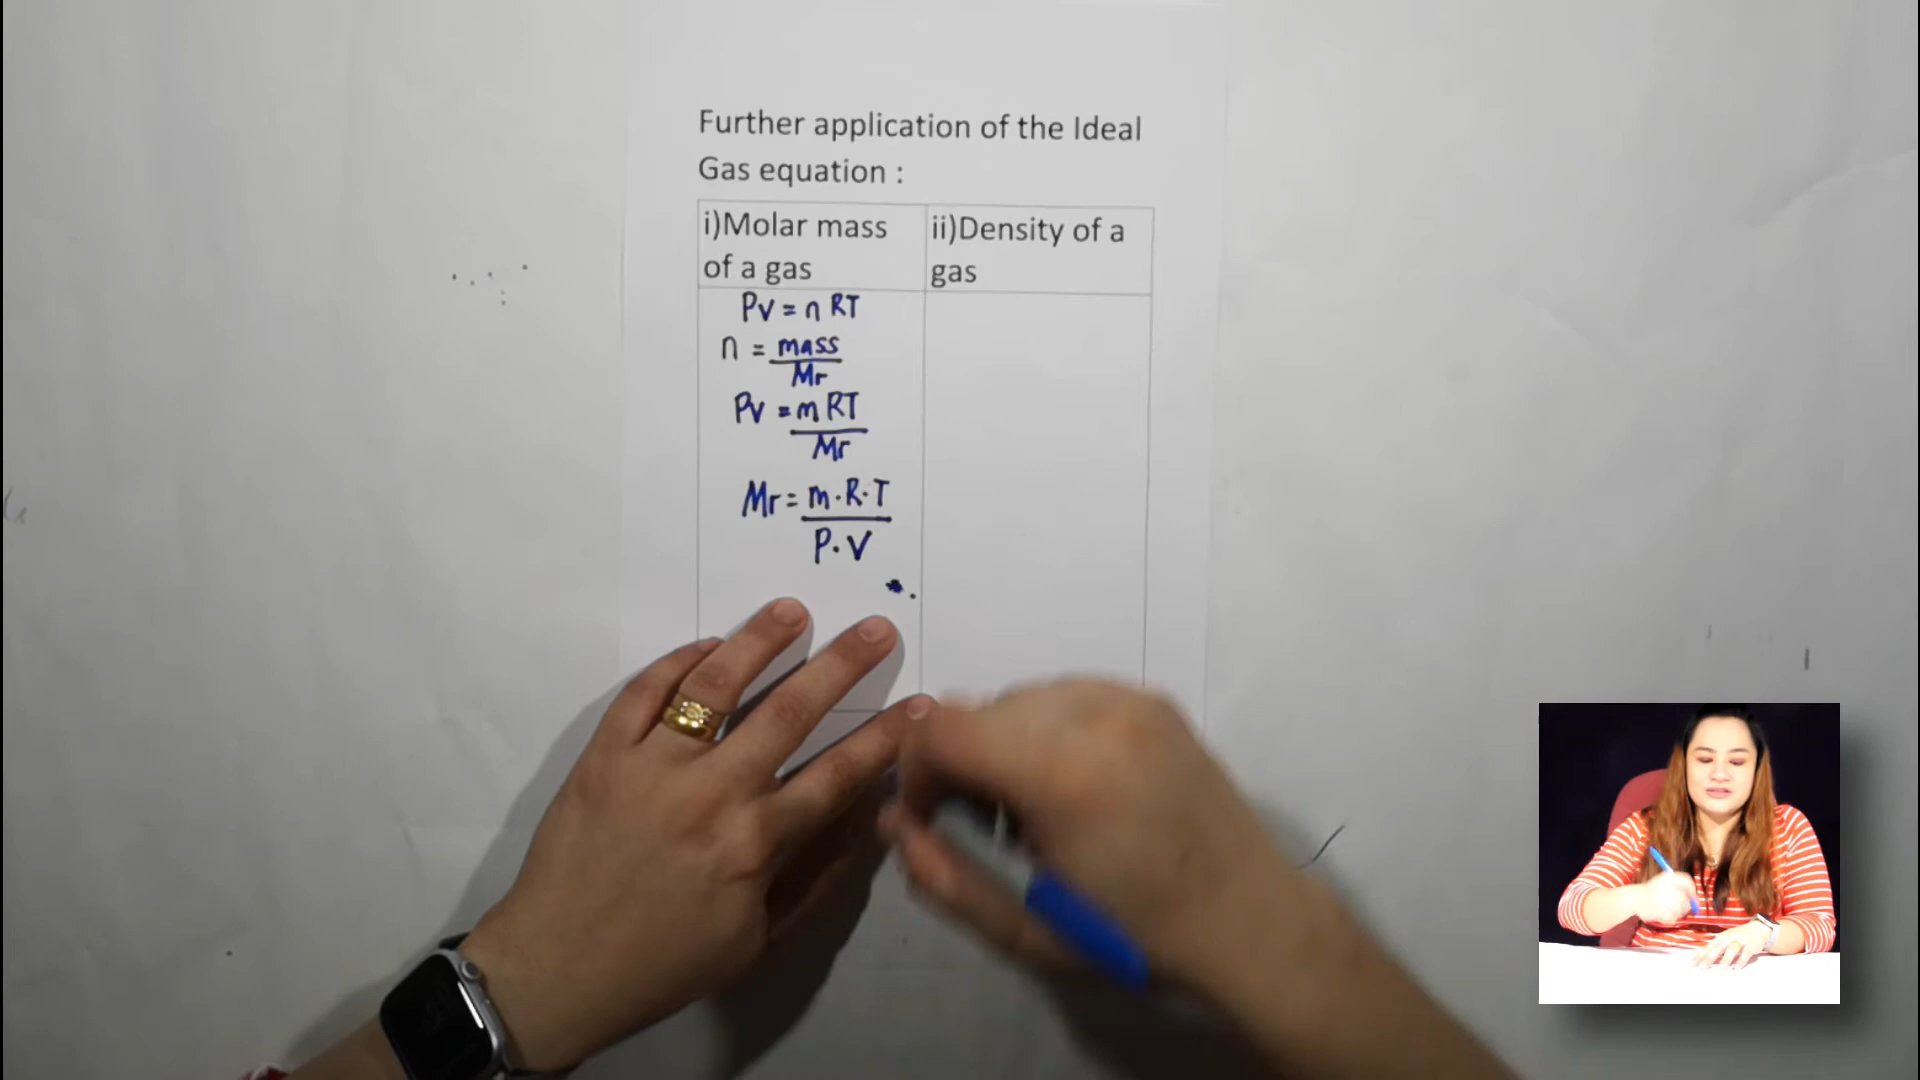 Further application of the Ideal
Gas equation :
i)Molar mass
of a gas
ii)Density of a
gas
PV = n RT
n = mass
Mr
PV = m RT
Mr
Mr = m·R·T
P·V